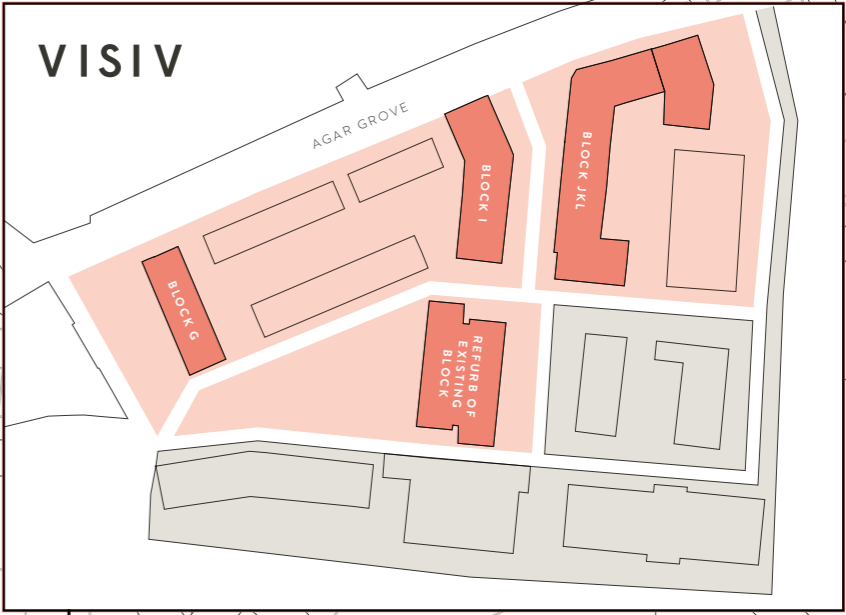 VISIV
AGAR GROVE
BLOCK I
BLOCK JKL
BLOCK G
REFURB OF
EXISTING
BLOCK